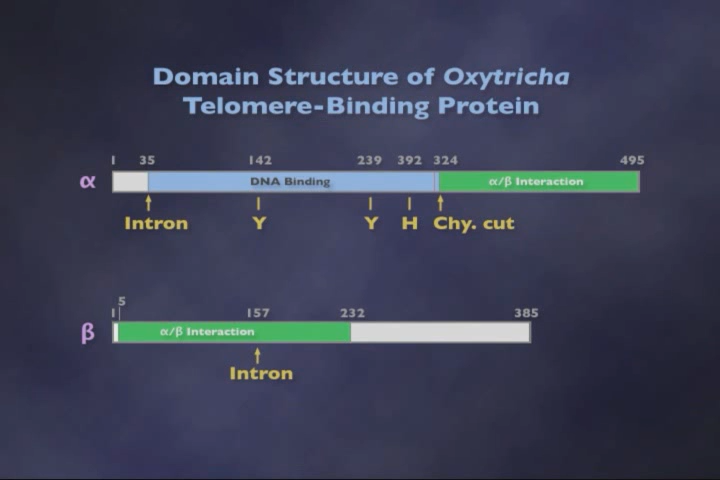 Domain Structure of Oxytricha
Telomere-Binding Protein
1 35 142 239 392 324 495
α DNA Binding α/β Interaction
Intron Y Y H Chy. cut
5
1 157 232 385
β α/β Interaction
Intron